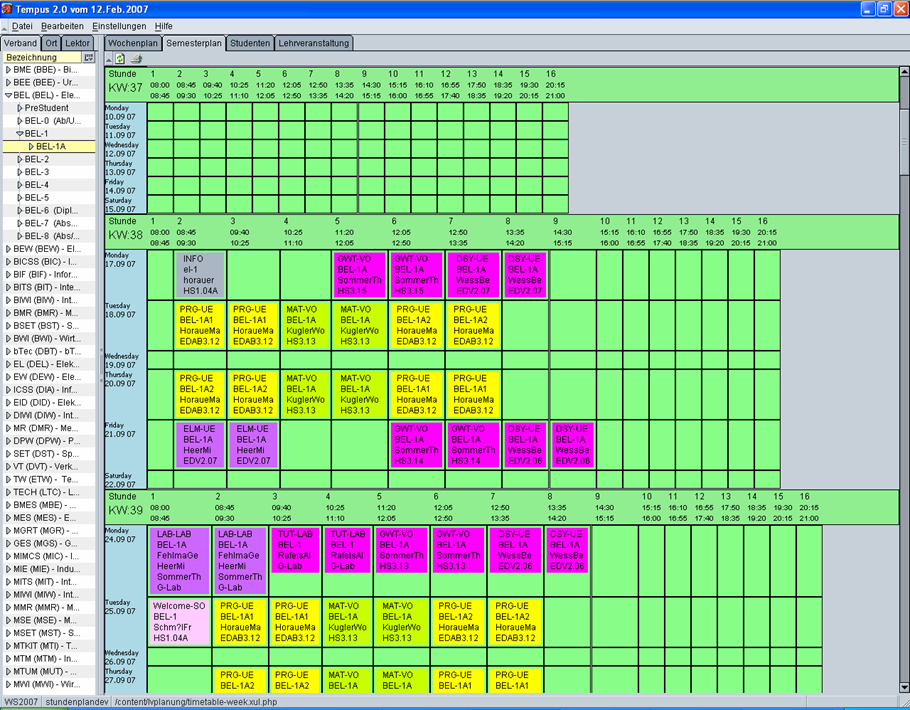 Tempus 2.0 vom 12.Feb.2007
Datei Bearbeiten Einstellungen Hilfe
Verband Ort Lektor
Bezeichnung
BME (BBE) - Bi...
BEE (BEE) - Ur...
BEL (BEL) - Ele...
PreStudent
BEL-0 (Ab/U...
BEL-1
BEL-1A
BEL-2
BEL-3
BEL-4
BEL-5
BEL-6 (Dipl...
BEL-7 (Abs...
BEL-8 (Abs/...
BEW (BEW) - El...
BICSS (BIC) - I...
BIF (BIF) - Infor...
BITS (BIT) - Inte...
BIWI (BIW) - Int...
BMR (BMR) - M...
BSET (BST) - S...
BWI (BWI) - Wirt...
bTec (DBT) - bT...
EL (DEL) - Elek...
EW (DEW) - Ele...
ICSS (DIA) - Inf...
EID (DID) - Elek...
DIWI (DIW) - Int...
MR (DMR) - Me...
DPW (DPW) - P...
SET (DST) - Sp...
VT (DVT) - Verk...
TW (ETW) - Te...
TECH (LTC) - L...
BMES (MBE) - ...
MES (MES) - E...
MGRT (MGR) - ...
GES (MGS) - G...
MIMCS (MIC) - I...
MIE (MIE) - Indu...
MITS (MIT) - Int...
MIWI (MIW) - Int...
MMR (MMR) - M...
MSE (MSE) - M...
MSET (MST) - S...
MTKIT (MTI) - T...
MTM (MTM) - In...
MTUM (MUT) - ...
MWI (MWI) - Wir...
Wochenplan Semesterplan Studenten Lehrveranstaltung
Stunde 1 2 3 4 5 6 7 8 9 10 11 12 13 14 15 16
KW:37 08:00 08:45 09:40 10:25 11:20 12:05 12:50 13:35 14:30 15:15 16:10 16:55 17:50 18:35 19:30 20:15
08:45 09:30 10:25 11:10 12:05 12:50 13:35 14:20 15:15 16:00 16:55 17:40 18:35 19:20 20:15 21:00
Monday
10.09 07
Tuesday
11.09 07
Wednesday
12.09 07
Thursday
13.09 07
Friday
14.09 07
Saturday
15.09 07
Stunde 1 2 3 4 5 6 7 8 9 10 11 12 13 14 15 16
KW:38 08:00 08:45 09:40 10:25 11:20 12:05 12:50 13:35 14:30 15:15 16:10 16:55 17:50 18:35 19:30 20:15
08:45 09:30 10:25 11:10 12:05 12:50 13:35 14:20 15:15 16:00 16:55 17:40 18:35 19:20 20:15 21:00
Monday
17.09 07
INFO GWT-VO GWT-VO DSY-UE DSY-UE
el-1 BEL-1A BEL-1A BEL-1A BEL-1A
horauer SommerTh SommerTh WessBe WessBe
HS1.04A HS3.15 HS3.15 EDV2.07 EDV2.07
Tuesday
18.09 07
PRG-UE PRG-UE MAT-VO MAT-VO PRG-UE PRG-UE
BEL-1A1 BEL-1A1 BEL-1A BEL-1A BEL-1A2 BEL-1A2
HoraueMa HoraueMa KuglerWo KuglerWo HoraueMa HoraueMa
EDAB3.12 EDAB3.12 HS3.13 HS3.13 EDAB3.12 EDAB3.12
Wednesday
19.09 07
Thursday
20.09 07
PRG-UE PRG-UE MAT-VO MAT-VO PRG-UE PRG-UE
BEL-1A2 BEL-1A2 BEL-1A BEL-1A BEL-1A1 BEL-1A1
HoraueMa HoraueMa KuglerWo KuglerWo HoraueMa HoraueMa
EDAB3.12 EDAB3.12 HS3.13 HS3.13 EDAB3.12 EDAB3.12
Friday
21.09 07
ELM-UE ELM-UE GWT-VO GWT-VO DSY-UE DSY-UE
BEL-1A BEL-1A BEL-1A BEL-1A BEL-1A BEL-1A
HeerMi HeerMi SommerTh SommerTh WessBe WessBe
EDV2.07 EDV2.07 HS3.14 HS3.14 EDV2.06 EDV2.06
Saturday
22.09 07
Stunde 1 2 3 4 5 6 7 8 9 10 11 12 13 14 15 16
KW:39 08:00 08:45 09:40 10:25 11:20 12:05 12:50 13:35 14:30 15:15 16:10 16:55 17:50 18:35 19:30 20:15
08:45 09:30 10:25 11:10 12:05 12:50 13:35 14:20 15:15 16:00 16:55 17:40 18:35 19:20 20:15 21:00
Monday
24.09 07
LAB-LAB LAB-LAB TUT-LAB TUT-LAB GWT-VO GWT-VO DSY-UE DSY-UE
BEL-1A BEL-1A BEL-1 BEL-1 BEL-1A BEL-1A BEL-1A BEL-1A
FehlmaGe FehlmaGe RafetsAl RafetsAl SommerTh SommerTh WessBe WessBe
HeerMi HeerMi G-Lab G-Lab HS3.13 HS3.13 EDV2.06 EDV2.06
SommerTh SommerTh
G-Lab G-Lab
Tuesday
25.09 07
Welcome-SO PRG-UE PRG-UE MAT-VO MAT-VO PRG-UE PRG-UE
BEL-1 BEL-1A1 BEL-1A1 BEL-1A BEL-1A BEL-1A2 BEL-1A2
Schm?lFr HoraueMa HoraueMa KuglerWo KuglerWo HoraueMa HoraueMa
HS1.04A EDAB3.12 EDAB3.12 HS3.13 HS3.13 EDAB3.12 EDAB3.12
Wednesday
26.09 07
Thursday
27.09 07
PRG-UE PRG-UE MAT-VO MAT-VO PRG-UE PRG-UE
BEL-1A2 BEL-1A2 BEL-1A BEL-1A BEL-1A1 BEL-1A1
WS2007 stundenplandev /content/lvplanung/timetable-week.xul.php